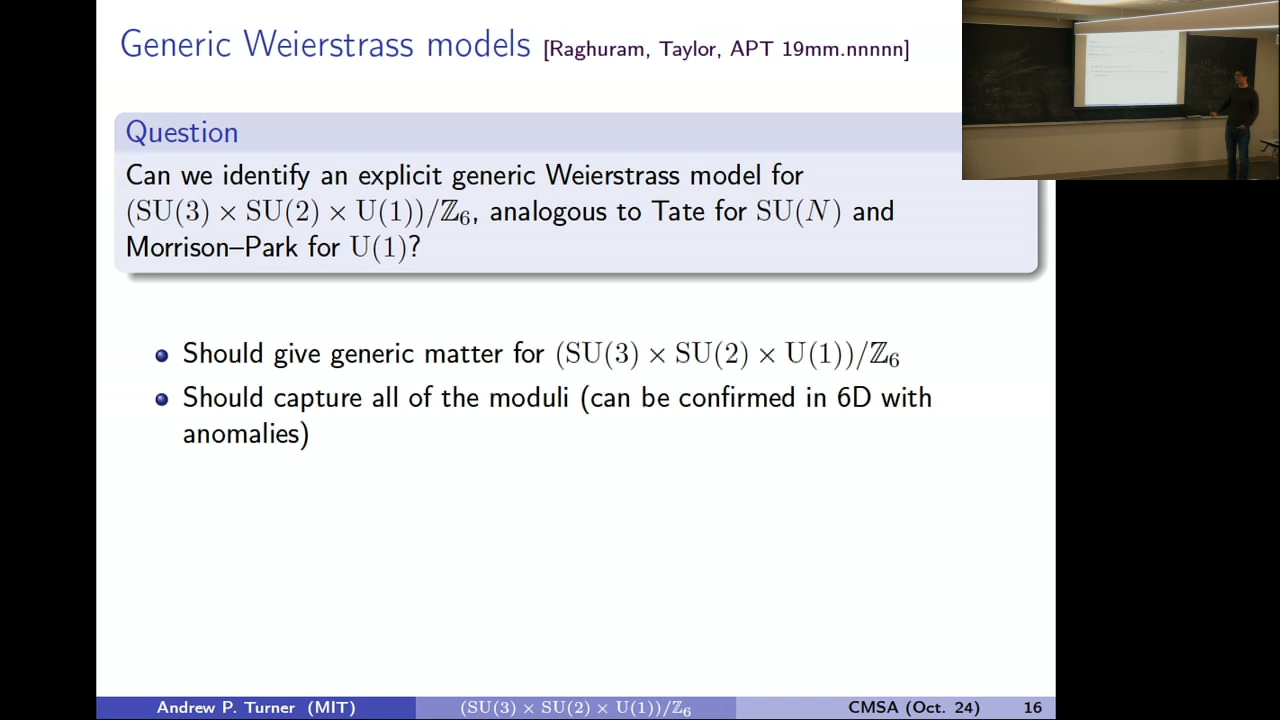 Generic Weierstrass models [Raghuram, Taylor, APT 19mm.nnnnn]
Question
Can we identify an explicit generic Weierstrass model for
(SU(3) × SU(2) × U(1))/ℤ₆, analogous to Tate for SU(N) and
Morrison–Park for U(1)?
Should give generic matter for (SU(3) × SU(2) × U(1))/ℤ₆
Should capture all of the moduli (can be confirmed in 6D with
anomalies)
Andrew P. Turner (MIT) (SU(3) × SU(2) × U(1))/ℤ₆ CMSA (Oct. 24) 16